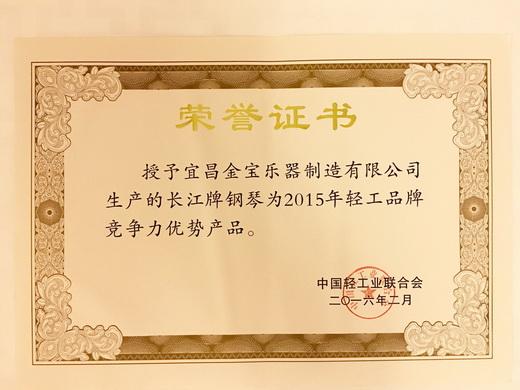 荣誉证书
授予宜昌金宝乐器制造有限公司
生产的长江牌钢琴为2015年轻工品牌
竞争力优势产品。
中国轻工业联合会
二〇一六年二月